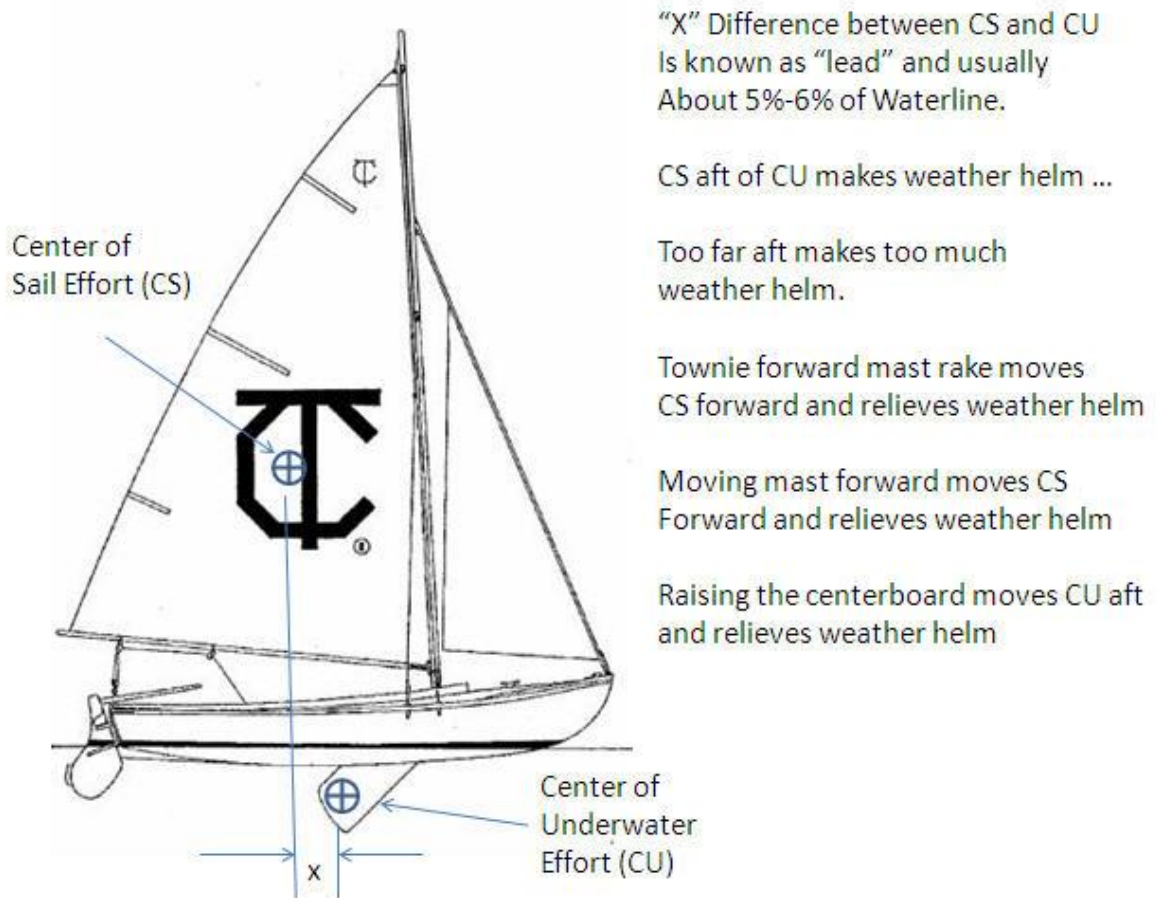 “X” Difference between CS and CU
Is known as “lead” and usually
About 5%-6% of Waterline.
CS aft of CU makes weather helm ...
Too far aft makes too much
weather helm.
Townie forward mast rake moves
CS forward and relieves weather helm
Moving mast forward moves CS
Forward and relieves weather helm
Raising the centerboard moves CU aft
and relieves weather helm
Center of
Sail Effort (CS)
TC
TC
®
Center of
Underwater
Effort (CU)
X